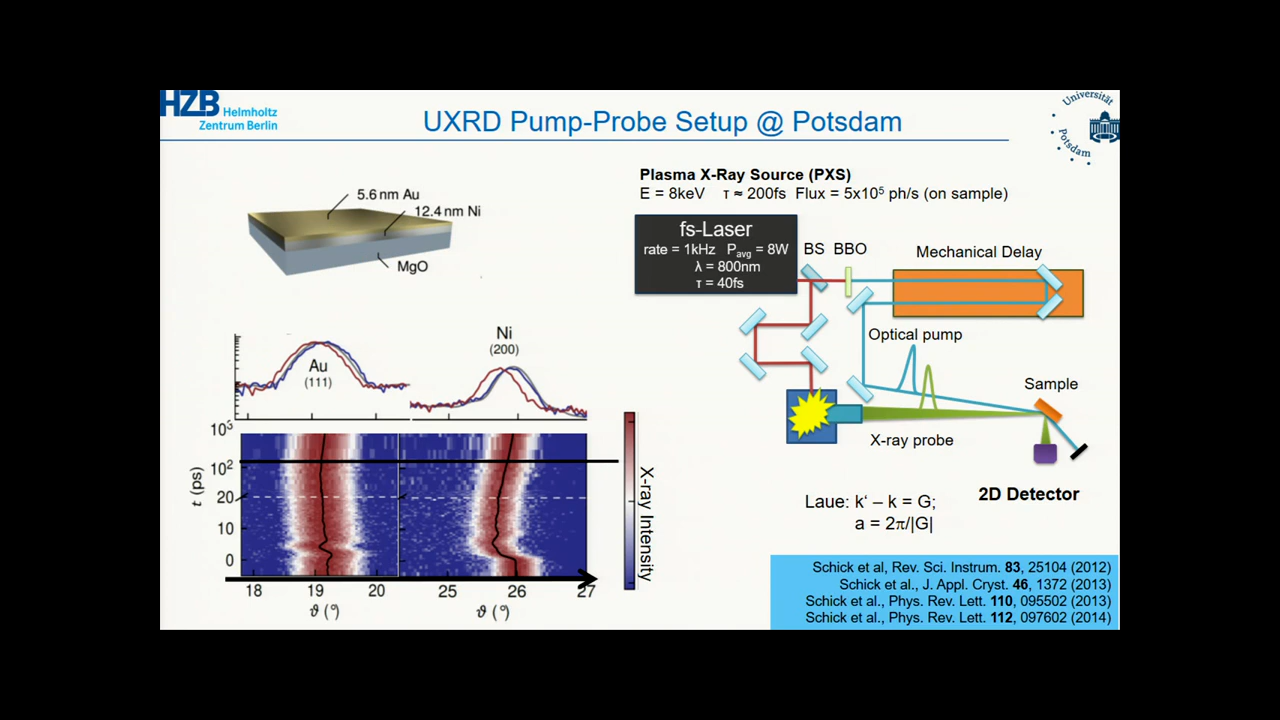 HZB Helmholtz
Zentrum Berlin
UXRD Pump-Probe Setup @ Potsdam
Universität
Potsdam
5.6 nm Au
12.4 nm Ni
MgO
Plasma X-Ray Source (PXS)
E = 8keV τ ≈ 200fs Flux = 5x10⁵ ph/s (on sample)
fs-Laser
rate = 1kHz P_avg = 8W
λ = 800nm
τ = 40fs
BS BBO
Mechanical Delay
Optical pump
Sample
X-ray probe
2D Detector
Laue: k‘ – k = G;
a = 2π/|G|
Au
(111)
Ni
(200)
25 26
t (ps)
10⁵
10²
20
10
0
18 19 20 25 26 27
ϑ (°) ϑ (°)
X-ray Intensity
Schick et al, Rev. Sci. Instrum. 83, 25104 (2012)
Schick et al., J. Appl. Cryst. 46, 1372 (2013)
Schick et al., Phys. Rev. Lett. 110, 095502 (2013)
Schick et al., Phys. Rev. Lett. 112, 097602 (2014)